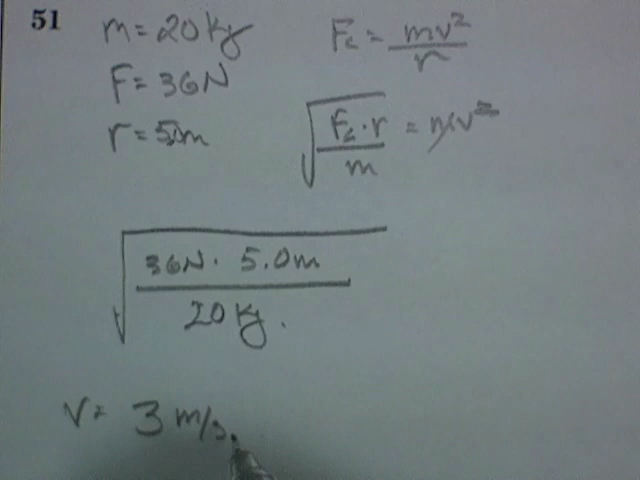 51
m = 20 kg
F = 36N
r = 5.0m
Fc = mv²/r
√(Fc · r / m) = mv²
√(36N · 5.0m / 20 kg.)
v = 3 m/s.